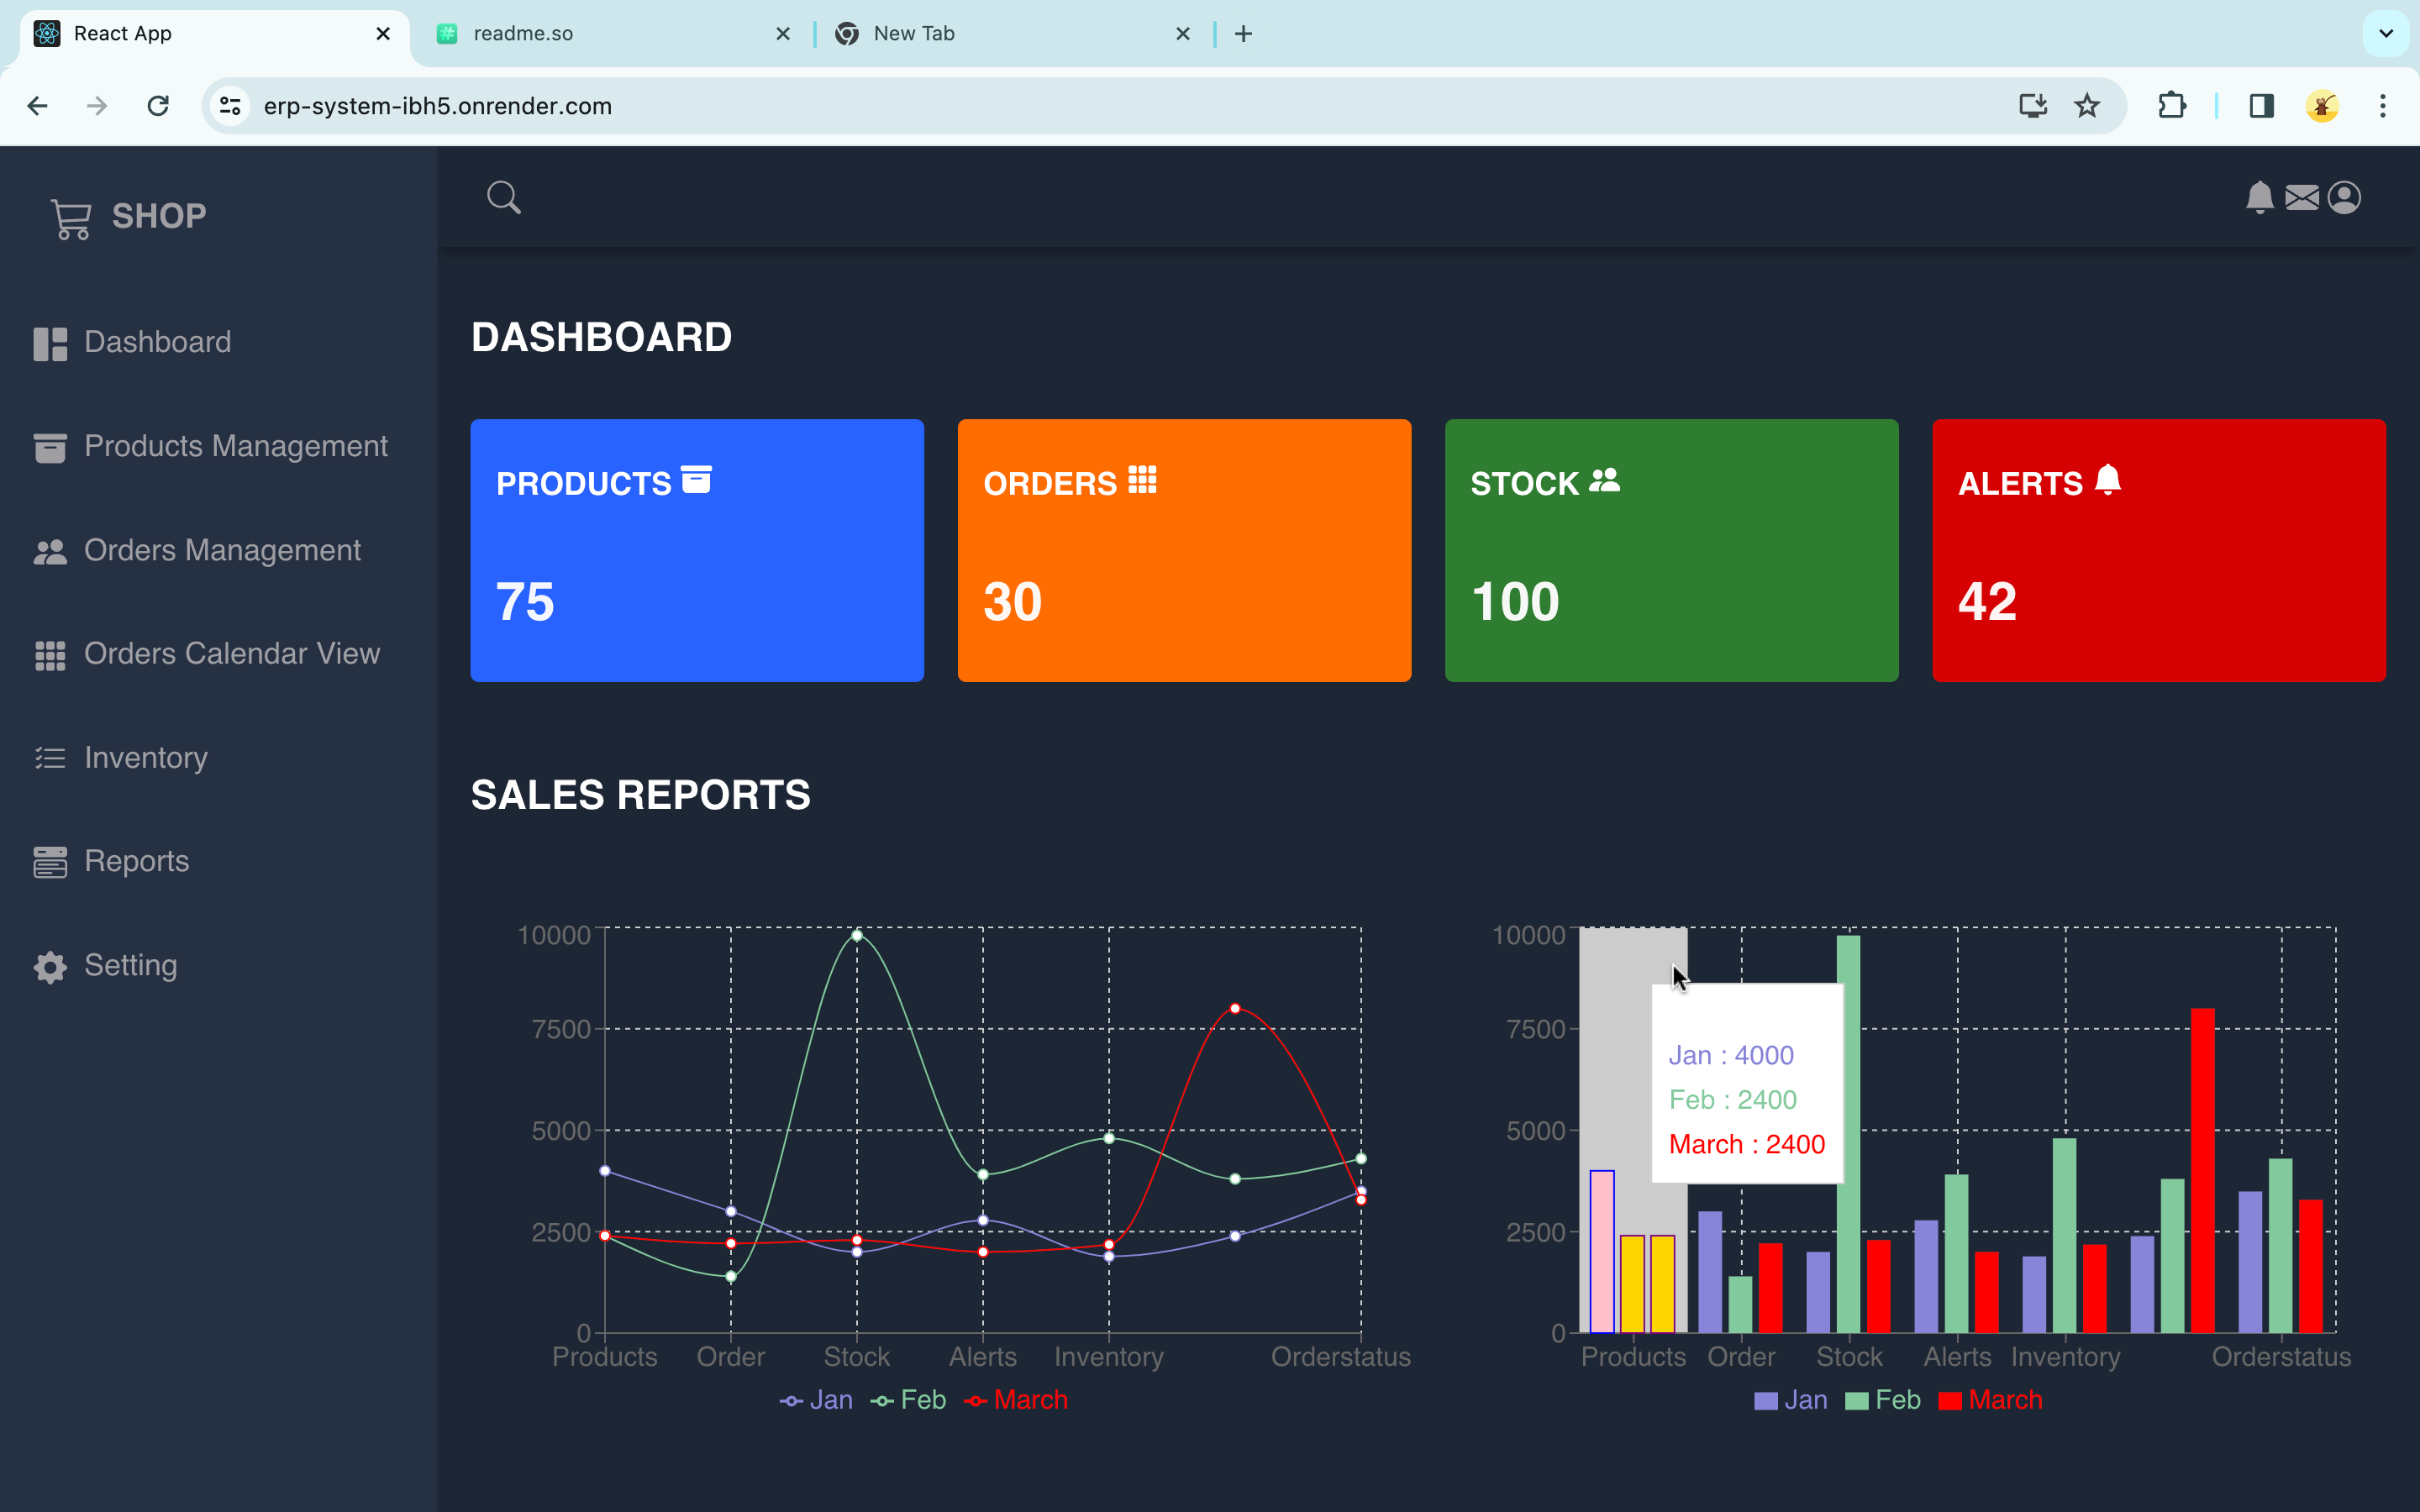 React App
readme.so
New Tab
erp-system-ibh5.onrender.com
SHOP
Dashboard
Products Management
Orders Management
Orders Calendar View
Inventory
Reports
Setting
DASHBOARD
PRODUCTS
75
ORDERS
30
STOCK
100
ALERTS
42
SALES REPORTS
10000
7500
5000
2500
0
Products Order Stock Alerts Inventory Orderstatus
Jan Feb March
10000
7500
5000
2500
0
Jan : 4000
Feb : 2400
March : 2400
Products Order Stock Alerts Inventory Orderstatus
Jan Feb March